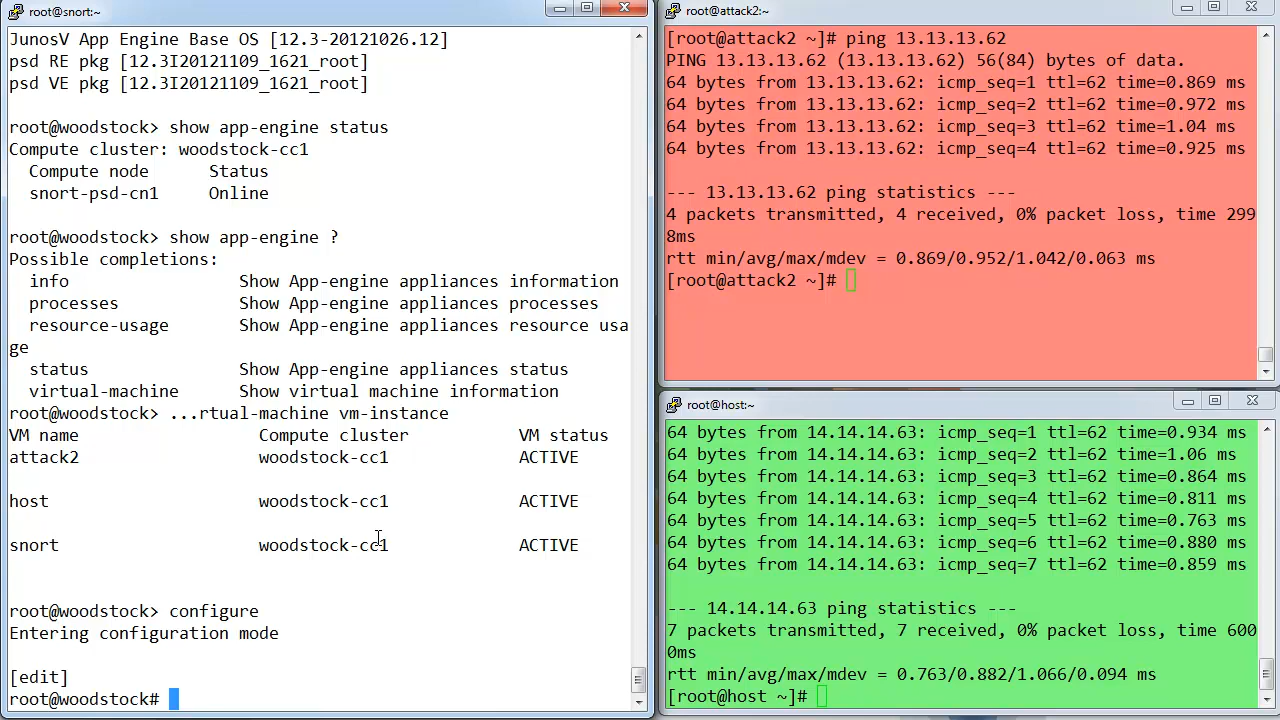 root@snort:~
JunosV App Engine Base OS [12.3-20121026.12]
psd RE pkg [12.3I20121109_1621_root]
psd VE pkg [12.3I20121109_1621_root]
root@woodstock> show app-engine status
Compute cluster: woodstock-cc1
Compute node Status
snort-psd-cn1 Online
root@woodstock> show app-engine ?
Possible completions:
info Show App-engine appliances information
processes Show App-engine appliances processes
resource-usage Show App-engine appliances resource usa
ge
status Show App-engine appliances status
virtual-machine Show virtual machine information
root@woodstock> ...rtual-machine vm-instance
VM name Compute cluster VM status
attack2 woodstock-cc1 ACTIVE
host woodstock-cc1 ACTIVE
snort woodstock-cc1 ACTIVE
root@woodstock> configure
Entering configuration mode
[edit]
root@woodstock#
root@attack2:~
[root@attack2 ~]# ping 13.13.13.62
PING 13.13.13.62 (13.13.13.62) 56(84) bytes of data.
64 bytes from 13.13.13.62: icmp_seq=1 ttl=62 time=0.869 ms
64 bytes from 13.13.13.62: icmp_seq=2 ttl=62 time=0.972 ms
64 bytes from 13.13.13.62: icmp_seq=3 ttl=62 time=1.04 ms
64 bytes from 13.13.13.62: icmp_seq=4 ttl=62 time=0.925 ms
--- 13.13.13.62 ping statistics ---
4 packets transmitted, 4 received, 0% packet loss, time 299
8ms
rtt min/avg/max/mdev = 0.869/0.952/1.042/0.063 ms
[root@attack2 ~]#
root@host:~
64 bytes from 14.14.14.63: icmp_seq=1 ttl=62 time=0.934 ms
64 bytes from 14.14.14.63: icmp_seq=2 ttl=62 time=1.06 ms
64 bytes from 14.14.14.63: icmp_seq=3 ttl=62 time=0.864 ms
64 bytes from 14.14.14.63: icmp_seq=4 ttl=62 time=0.811 ms
64 bytes from 14.14.14.63: icmp_seq=5 ttl=62 time=0.763 ms
64 bytes from 14.14.14.63: icmp_seq=6 ttl=62 time=0.880 ms
64 bytes from 14.14.14.63: icmp_seq=7 ttl=62 time=0.859 ms
--- 14.14.14.63 ping statistics ---
7 packets transmitted, 7 received, 0% packet loss, time 600
0ms
rtt min/avg/max/mdev = 0.763/0.882/1.066/0.094 ms
[root@host ~]#